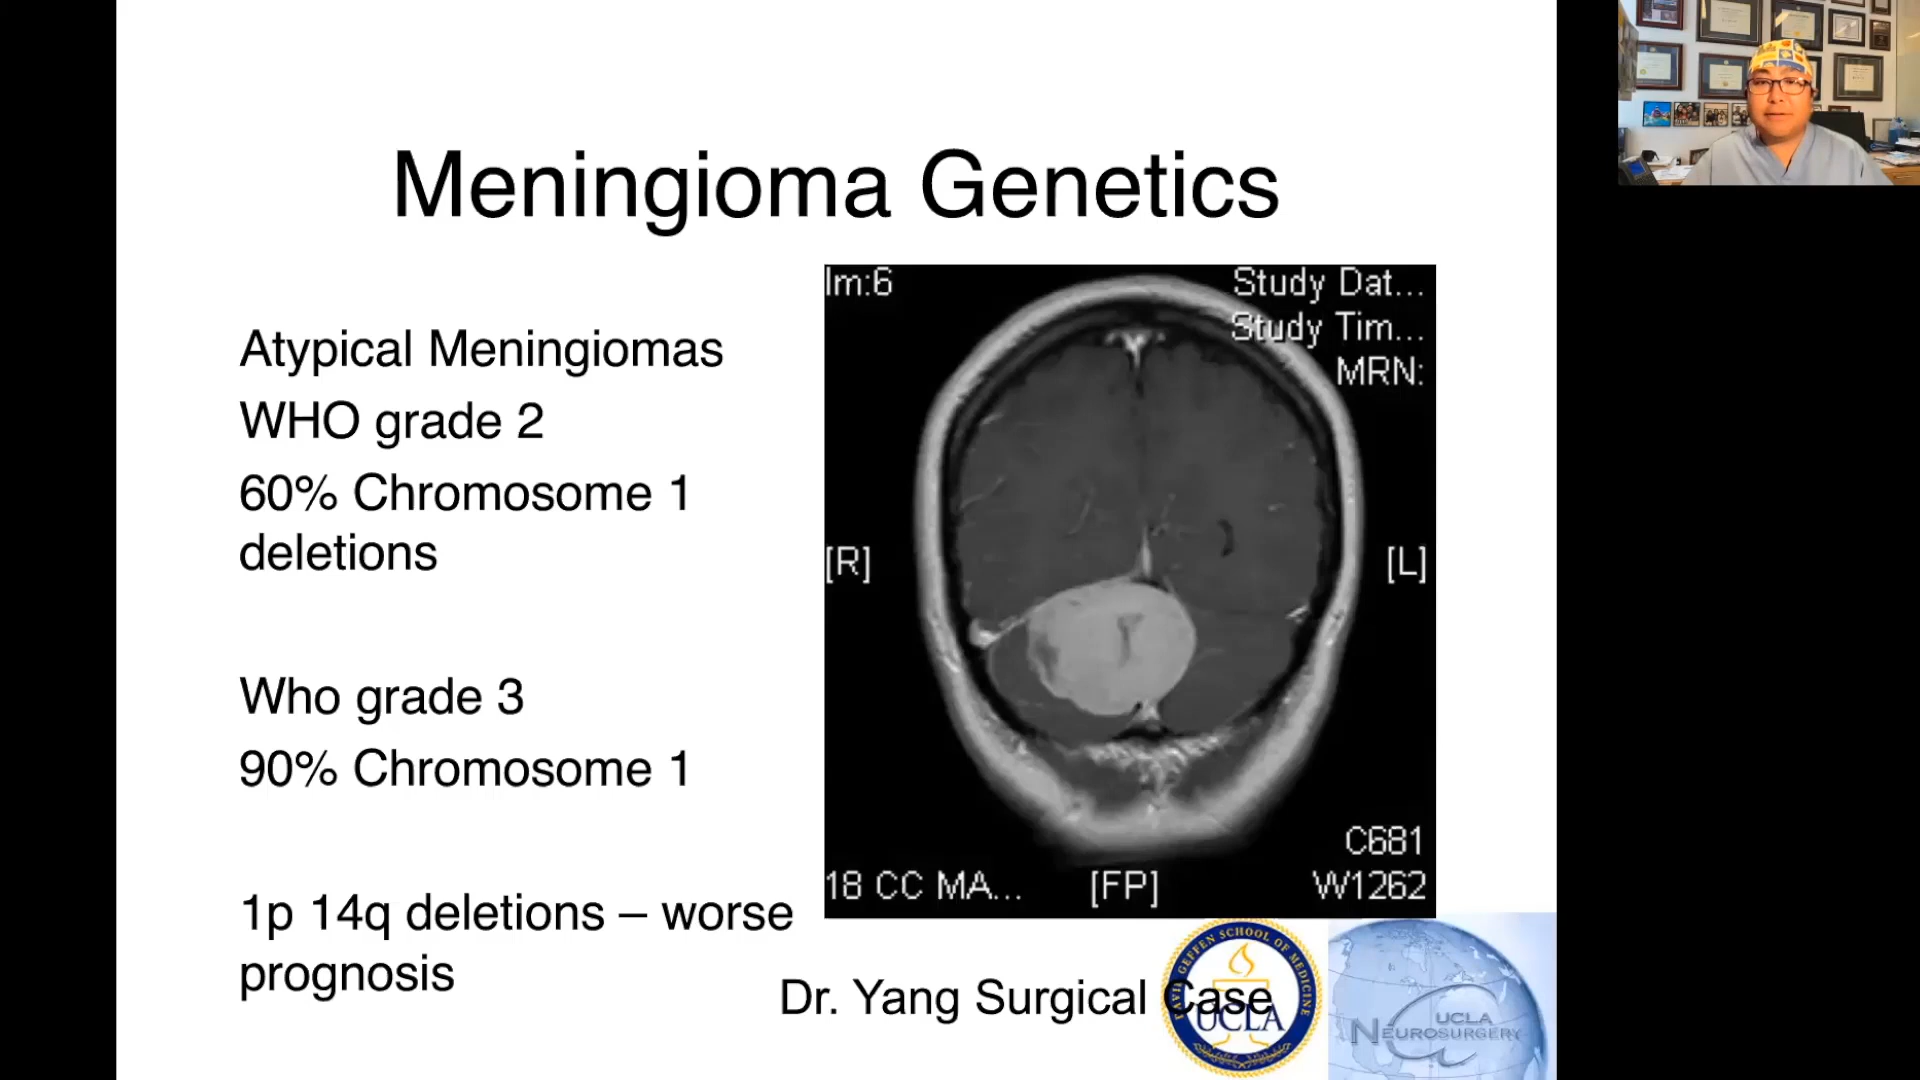 Meningioma Genetics
Im:6
Study Dat...
Study Tim...
MRN:
Atypical Meningiomas
WHO grade 2
60% Chromosome 1
deletions
[R]
[L]
Who grade 3
90% Chromosome 1
C681
18 CC MA...
[FP]
W1262
1p 14q deletions – worse
prognosis
Dr. Yang Surgical Case
DAVID GEFFEN SCHOOL OF MEDICINE
UCLA
UCLA
NEUROSURGERY